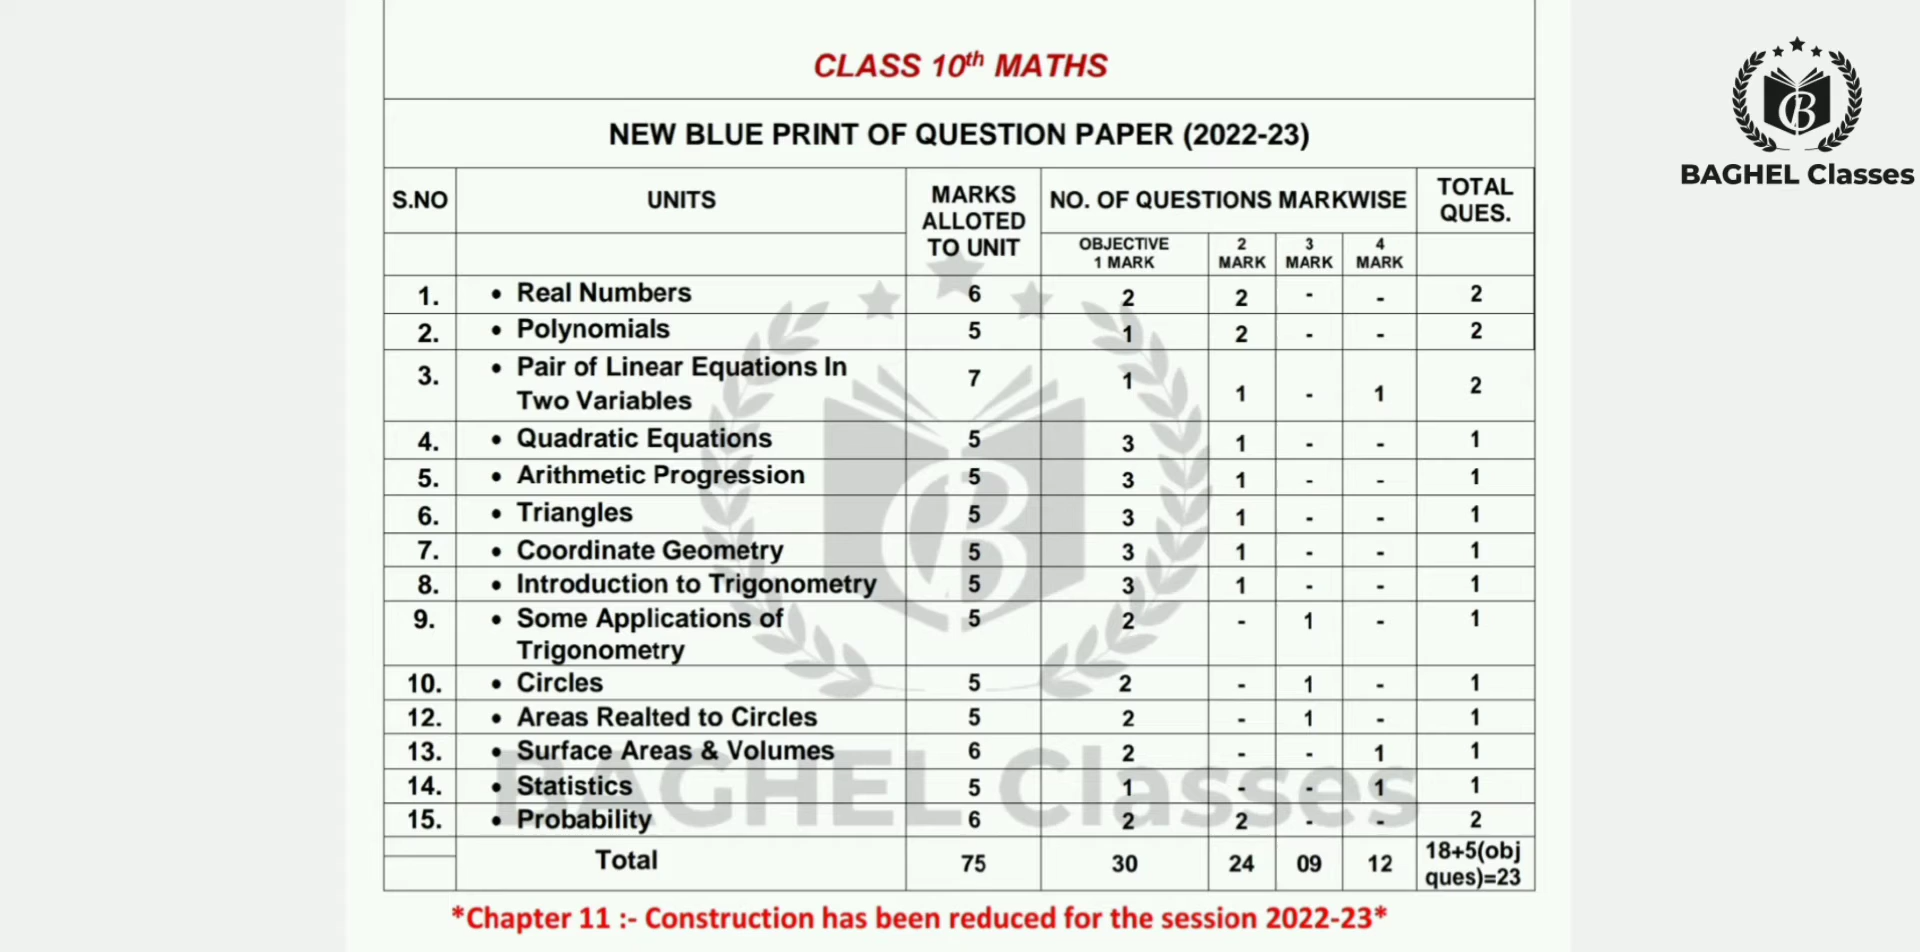 CLASS 10th MATHS
NEW BLUE PRINT OF QUESTION PAPER (2022-23)
BAGHEL Classes
S.NO UNITS MARKS ALLOTED TO UNIT NO. OF QUESTIONS MARKWISE TOTAL QUES.
OBJECTIVE 1 MARK 2 MARK 3 MARK 4 MARK
1. • Real Numbers 6 2 2 - - 2
2. • Polynomials 5 1 2 - - 2
3. • Pair of Linear Equations In Two Variables 7 1 1 - 1 2
4. • Quadratic Equations 5 3 1 - - 1
5. • Arithmetic Progression 5 3 1 - - 1
6. • Triangles 5 3 1 - - 1
7. • Coordinate Geometry 5 3 1 - - 1
8. • Introduction to Trigonometry 5 3 1 - - 1
9. • Some Applications of Trigonometry 5 2 - 1 - 1
10. • Circles 5 2 - 1 - 1
12. • Areas Realted to Circles 5 2 - 1 - 1
13. • Surface Areas & Volumes 6 2 - - 1 1
14. • Statistics 5 1 - - 1 1
15. • Probability 6 2 2 - - 2
Total 75 30 24 09 12 18+5(obj ques)=23
BAGHEL Classes
*Chapter 11 :- Construction has been reduced for the session 2022-23*